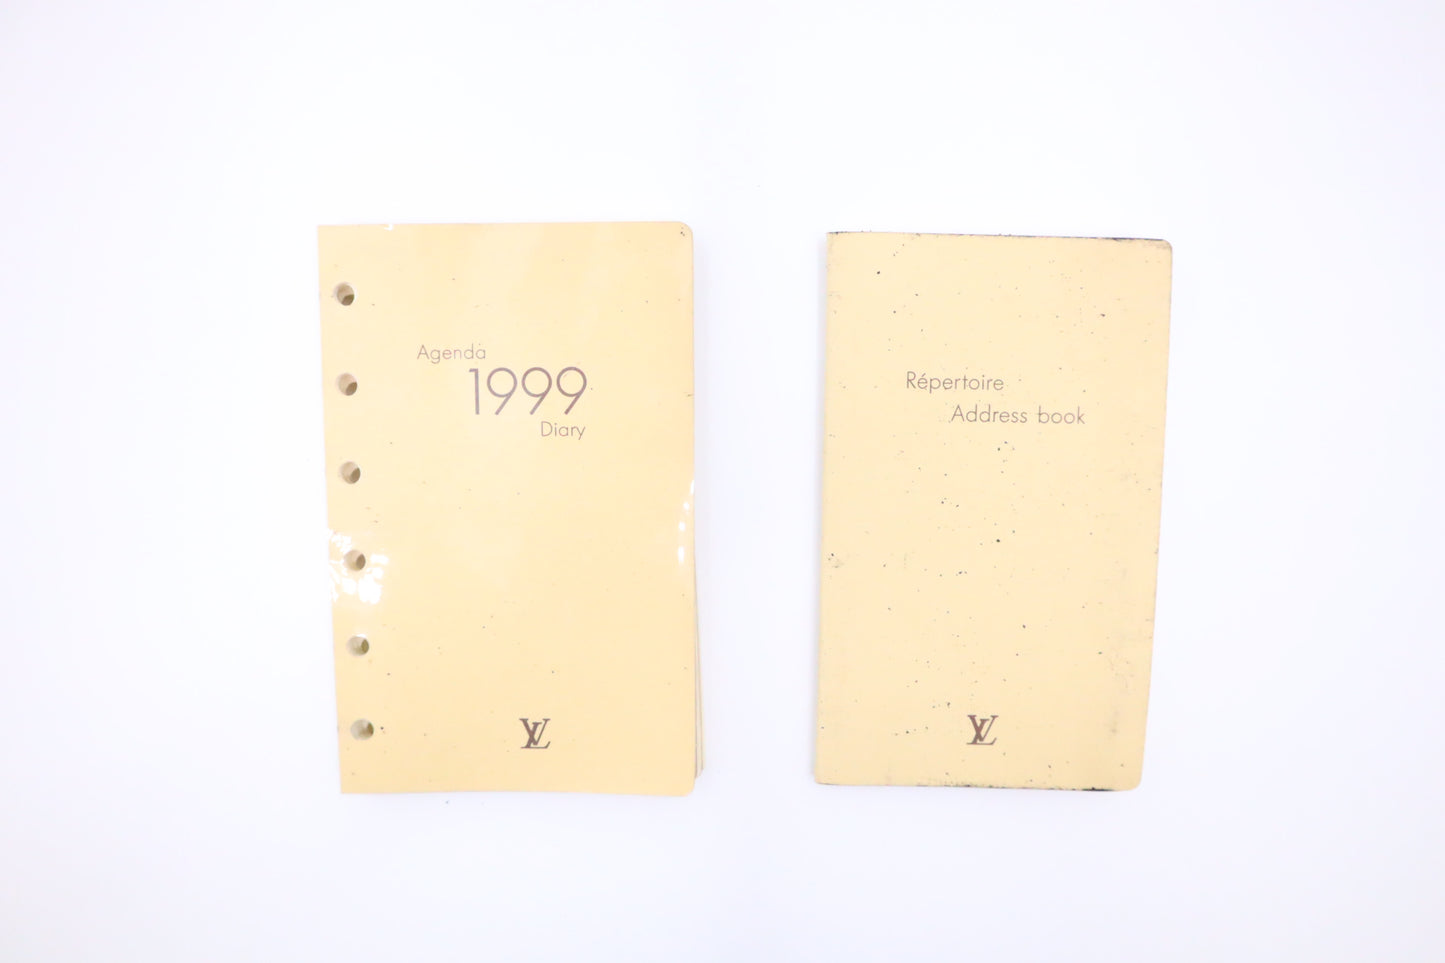 Agenda
1999
Diary
LV
Répertoire
Address book
LV